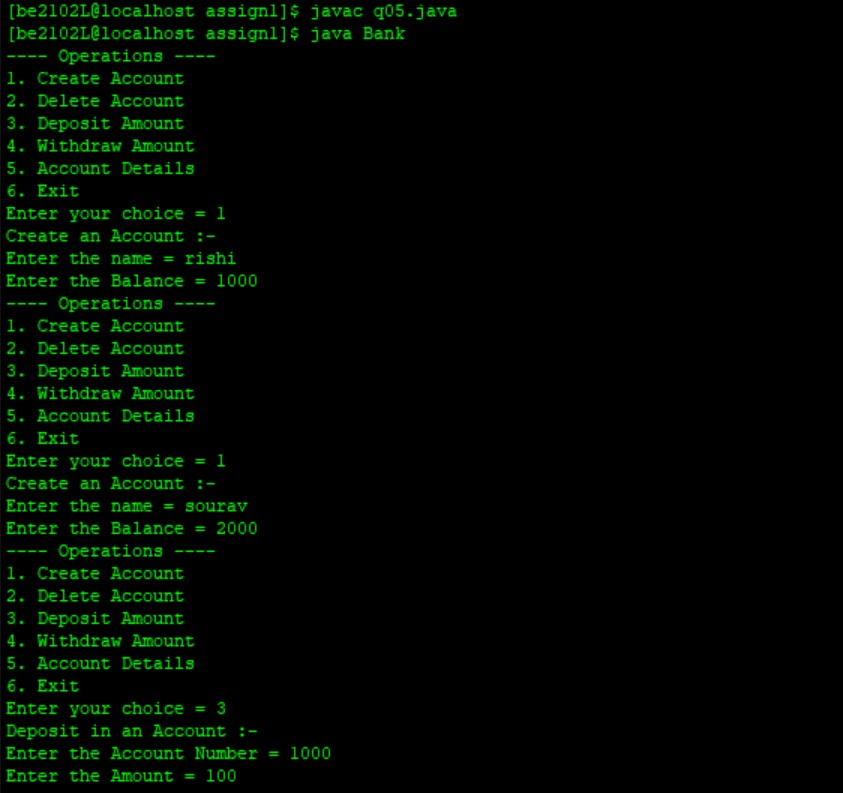 [be2102L@localhost assign1]$ javac q05.java
[be2102L@localhost assign1]$ java Bank
---- Operations ----
1. Create Account
2. Delete Account
3. Deposit Amount
4. Withdraw Amount
5. Account Details
6. Exit
Enter your choice = 1
Create an Account :-
Enter the name = rishi
Enter the Balance = 1000
---- Operations ----
1. Create Account
2. Delete Account
3. Deposit Amount
4. Withdraw Amount
5. Account Details
6. Exit
Enter your choice = 1
Create an Account :-
Enter the name = sourav
Enter the Balance = 2000
---- Operations ----
1. Create Account
2. Delete Account
3. Deposit Amount
4. Withdraw Amount
5. Account Details
6. Exit
Enter your choice = 3
Deposit in an Account :-
Enter the Account Number = 1000
Enter the Amount = 100